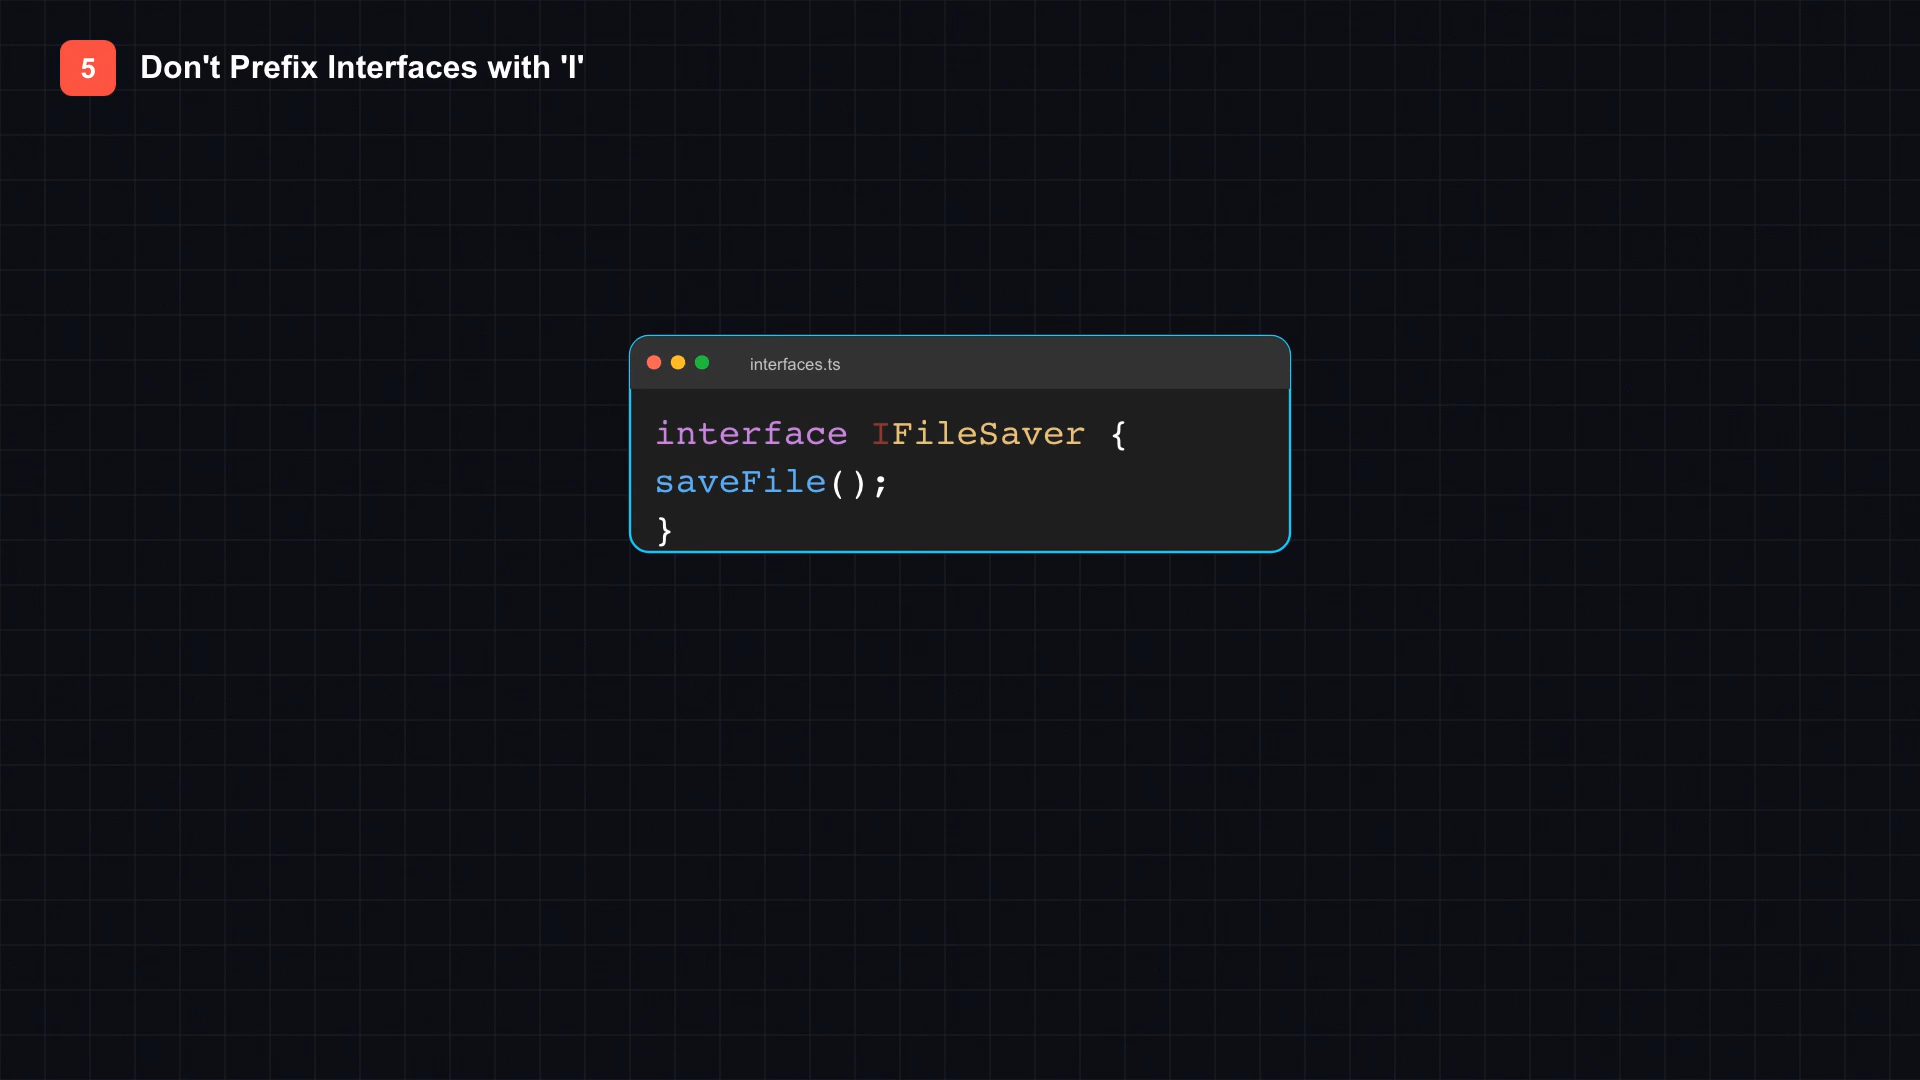 5
Don't Prefix Interfaces with 'I'
interfaces.ts
interface IFileSaver {
saveFile();
}